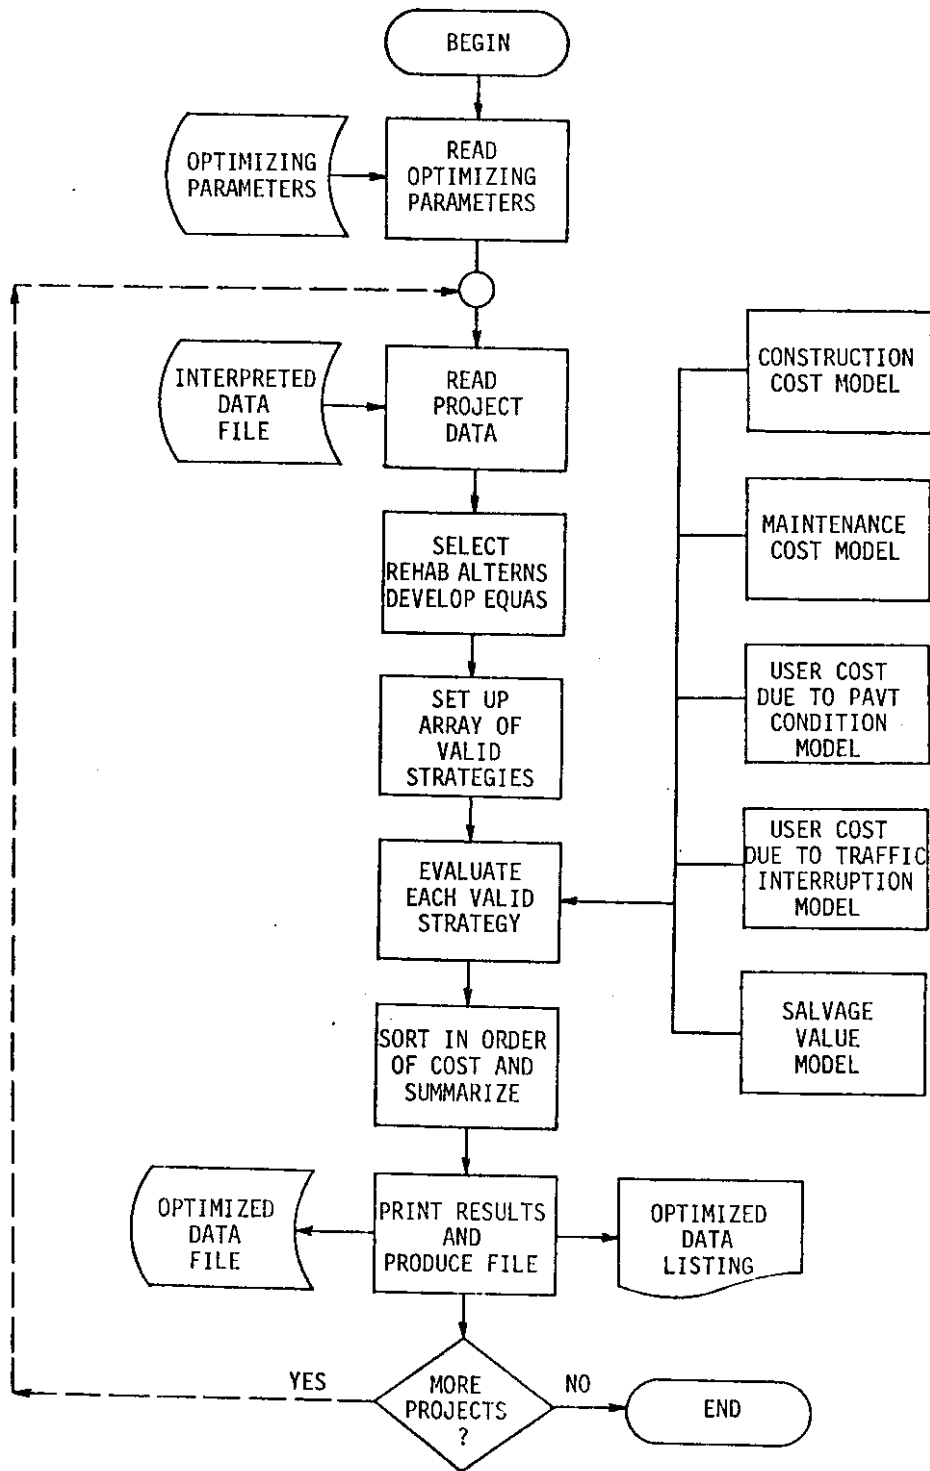 BEGIN
OPTIMIZING
PARAMETERS
READ
OPTIMIZING
PARAMETERS
INTERPRETED
DATA
FILE
READ
PROJECT
DATA
CONSTRUCTION
COST MODEL
SELECT
REHAB ALTERNS
DEVELOP EQUAS
MAINTENANCE
COST MODEL
SET UP
ARRAY OF
VALID
STRATEGIES
USER COST
DUE TO PAVT
CONDITION
MODEL
EVALUATE
EACH VALID
STRATEGY
USER COST
DUE TO TRAFFIC
INTERRUPTION
MODEL
SORT IN ORDER
OF COST AND
SUMMARIZE
SALVAGE
VALUE
MODEL
OPTIMIZED
DATA
FILE
PRINT RESULTS
AND
PRODUCE FILE
OPTIMIZED
DATA
LISTING
YES
MORE
PROJECTS
?
NO
END